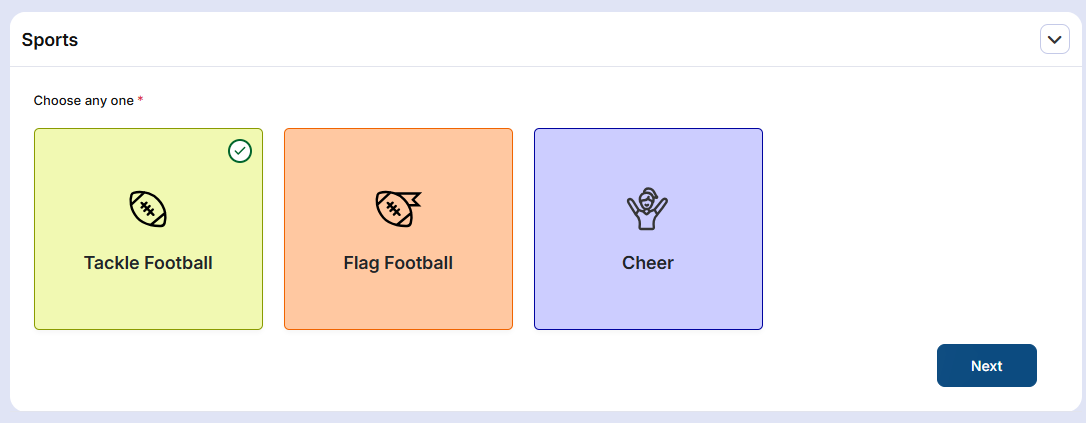 Sports
Choose any one *
Tackle Football
Flag Football
Cheer
Next